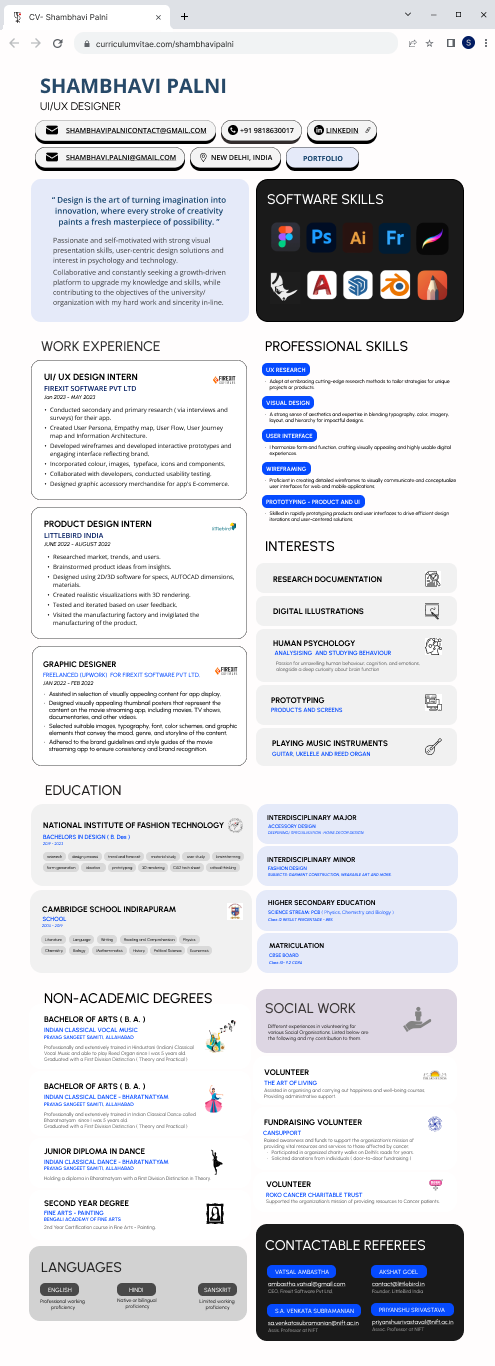 CV- Shambhavi Palni
curriculumvitae.com/shambhavipalni
S
SHAMBHAVI PALNI
UI/UX DESIGNER
SHAMBHAVIPALNICONTACT@GMAIL.COM
+91 9818630017
LINKEDIN
SHAMBHAVI.PALNI@GMAIL.COM
NEW DELHI, INDIA
PORTFOLIO
“ Design is the art of turning imagination into
innovation, where every stroke of creativity
paints a fresh masterpiece of possibility. ”
Passionate and self-motivated with strong visual
presentation skills, user-centric design solutions and
interest in psychology and technology.
Collaborative and constantly seeking a growth-driven
platform to upgrade my knowledge and skills, while
contributing to the objectives of the university/
organization with my hard work and sincerity in-line.
SOFTWARE SKILLS
Ps
Ai
Fr
A
WORK EXPERIENCE
UI/ UX DESIGN INTERN
FIREXIT SOFTWARE PVT LTD
Jan 2023 - MAY 2023
FIREXIT
SOFTWARE
• Conducted secondary and primary research ( via interviews and
surveys) for their app.
• Created User Persona, Empathy map, User Flow, User Journey
map and Information Architecture.
• Developed wireframes and developed interactive prototypes and
engaging interface reflecting brand.
• Incorporated colour, images, typeface, icons and components.
• Collaborated with developers, conducted usability testing.
• Designed graphic accessory merchandise for app's E-commerce.
PRODUCT DESIGN INTERN
LITTLEBIRD INDIA
JUNE 2022 - AUGUST 2022
littlebird
• Researched market, trends, and users.
• Brainstormed product ideas from insights.
• Designed using 2D/3D software for specs, AUTOCAD dimensions,
materials.
• Created realistic visualizations with 3D rendering.
• Tested and iterated based on user feedback.
• Visited the manufacturing factory and invigilated the
manufacturing of the product.
GRAPHIC DESIGNER
FREELANCED (UPWORK) FOR FIREXIT SOFTWARE PVT LTD.
JAN 2022 - FEB 2022
FIREXIT
SOFTWARE
· Assisted in selection of visually appealing content for app display.
· Designed visually appealing thumbnail posters that represent the
content on the movie streaming app, including movies, TV shows,
documentaries, and other videos.
· Selected suitable images, typography, font, color schemes, and graphic
elements that convey the mood, genre, and storyline of the content.
· Adhered to the brand guidelines and style guides of the movie
streaming app to ensure consistency and brand recognition.
PROFESSIONAL SKILLS
UX RESEARCH
· Adept at embracing cutting-edge research methods to tailor strategies for unique
projects or products.
VISUAL DESIGN
· A strong sense of aesthetics and expertise in blending typography, color, imagery,
layout, and hierarchy for impactful designs.
USER INTERFACE
· I harmonize form and function, crafting visually appealing and highly usable digital
experiences.
WIREFRAMING
· Proficient in creating detailed wireframes to visually communicate and conceptualize
user interfaces for web and mobile applications.
PROTOTYPING - PRODUCT AND UI
· Skilled in rapidly prototyping products and user interfaces to drive efficient design
iterations and user-centered solutions.
INTERESTS
RESEARCH DOCUMENTATION
DIGITAL ILLUSTRATIONS
HUMAN PSYCHOLOGY
ANALYSISING AND STUDYING BEHAVIOUR
Passion for unravelling human behaviour, cognition, and emotions,
alongside a deep curiosity about brain function
PROTOTYPING
PRODUCTS AND SCREENS
PLAYING MUSIC INSTRUMENTS
GUITAR, UKELELE AND REED ORGAN
EDUCATION
NATIONAL INSTITUTE OF FASHION TECHNOLOGY
BACHELORS IN DESIGN ( B. Des )
2019 - 2023
research
design process
trend and forecast
material study
user study
brainstorming
form generation
ideation
prototyping
3D rendering
CAD tech sheet
critical thinking
CAMBRIDGE SCHOOL INDIRAPURAM
SCHOOL
2005 - 2019
Literature
Language
Writing
Reading and Comprehension
Physics
Chemistry
Biology
Mathematics
History
Political Science
Economics
INTERDISCIPLINARY MAJOR
ACCESSORY DESIGN
DEEPENING SPECIALISATION: HOME DECOR DESIGN
INTERDISCIPLINARY MINOR
FASHION DESIGN
SUBJECTS: GARMENT CONSTRUCTION, WEARABLE ART AND MORE
HIGHER SECONDARY EDUCATION
SCIENCE STREAM: PCB ( Physics, Chemistry and Biology )
MATRICULATION
CBSE BOARD
NON-ACADEMIC DEGREES
BACHELOR OF ARTS ( B. A. )
INDIAN CLASSICAL VOCAL MUSIC
PRAYAG SANGEET SAMITI, ALLAHABAD
Professionally and extensively trained in Hindustani (Indian) Classical
Vocal Music and able to play Reed Organ since I was 5 years old.
Graduated with a First Division Distinction ( Theory and Practical )
BACHELOR OF ARTS ( B. A. )
INDIAN CLASSICAL DANCE - BHARATNATYAM
PRAYAG SANGEET SAMITI, ALLAHABAD
Professionally and extensively trained in Indian Classical Dance called
Bharatnatyam since I was 5 years old
Graduated with a First Division Distinction ( Theory and Practical )
JUNIOR DIPLOMA IN DANCE
INDIAN CLASSICAL DANCE - BHARATNATYAM
PRAYAG SANGEET SAMITI, ALLAHABAD
Holding a diploma in Bharatnatyam with a First Division Distinction in Theory.
SECOND YEAR DEGREE
FINE ARTS - PAINTING
BENGALI ACADEMY OF FINE ARTS
2nd Year Certification course in Fine Arts - Painting.
SOCIAL WORK
Different experiences in volunteering for
various Social Organisations. Listed below are
the following and my contribution to them
VOLUNTEER
THE ART OF LIVING
Assisted in organising and carrying out happiness and well-being courses.
Providing administrative support.
FUNDRAISING VOLUNTEER
CANSUPPORT
Raised awareness and funds to support the organization's mission of
providing vital resources and services to those affected by cancer.
· Participated in organized charity walks on Delhi's roads for years
· Solicited donations from individuals ( door-to-door fundraising )
VOLUNTEER
ROKO CANCER CHARITABLE TRUST
Supported the organization's mission of providing resources to Cancer patients.
LANGUAGES
ENGLISH
Professional working
proficiency
HINDI
Native or bilingual
proficiency
SANSKRIT
Limited working
proficiency
CONTACTABLE REFEREES
VATSAL AMBASTHA
ambastha.vatsal@gmail.com
CEO, Firexit Software Pvt Ltd
AKSHAT GOEL
contact@littlebird.in
Founder, LittleBird India
S.A. VENKATA SUBRAMANIAN
sa.venkatasubramanian@nift.ac.in
Asso. Professor at NIFT
PRIYANSHU SRIVASTAVA
priyanshusrivastava1@nift.ac.in
Assoc. Professor at NIFT